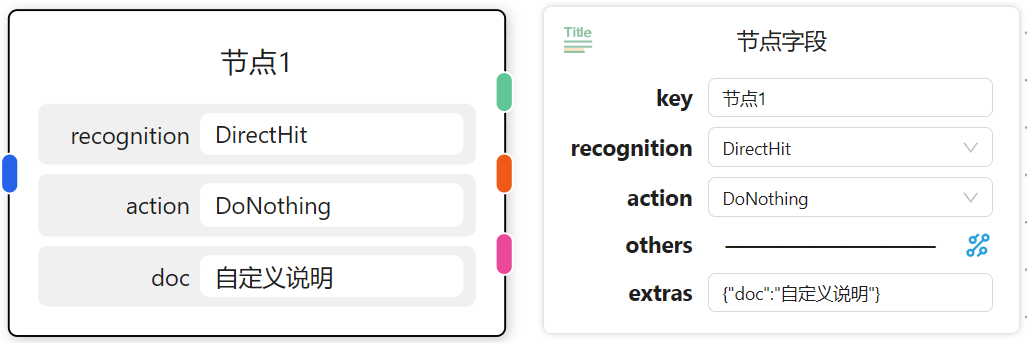 节点1
recognition DirectHit
action DoNothing
doc 自定义说明
Title
节点字段
key 节点1
recognition DirectHit
action DoNothing
others
extras {"doc":"自定义说明"}